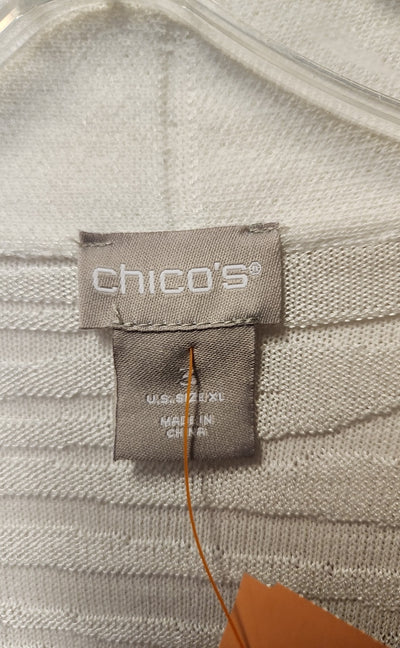 chico's®
3
U.S. SIZE/XL
MADE IN
CHINA